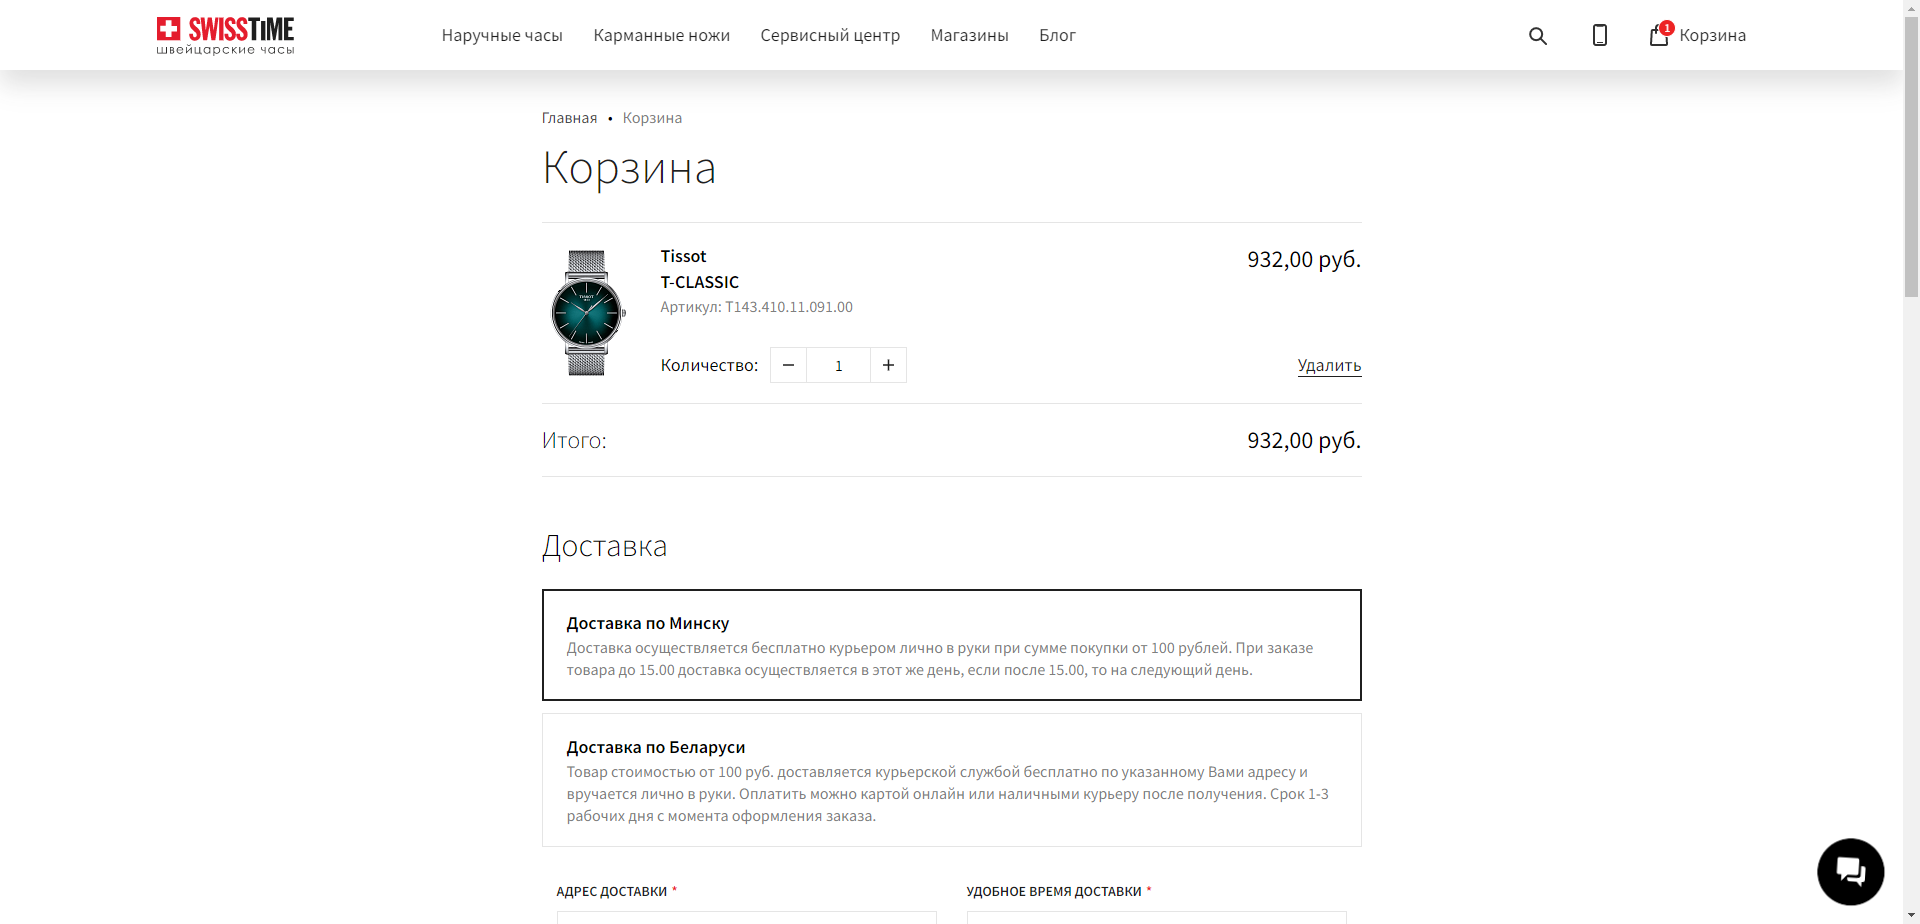 SWISSTIME
швейцарские часы
Наручные часы
Карманные ножи
Сервисный центр
Магазины
Блог
1
Корзина
Главная • Корзина
Корзина
Tissot
T-CLASSIC
Артикул: T143.410.11.091.00
932,00 руб.
TISSOT
Количество:
1
Удалить
Итого:
932,00 руб.
Доставка
Доставка по Минску
Доставка осуществляется бесплатно курьером лично в руки при сумме покупки от 100 рублей. При заказе
товара до 15.00 доставка осуществляется в этот же день, если после 15.00, то на следующий день.
Доставка по Беларуси
Товар стоимостью от 100 руб. доставляется курьерской службой бесплатно по указанному Вами адресу и
вручается лично в руки. Оплатить можно картой онлайн или наличными курьеру после получения. Срок 1-3
рабочих дня с момента оформления заказа.
АДРЕС ДОСТАВКИ *
УДОБНОЕ ВРЕМЯ ДОСТАВКИ *